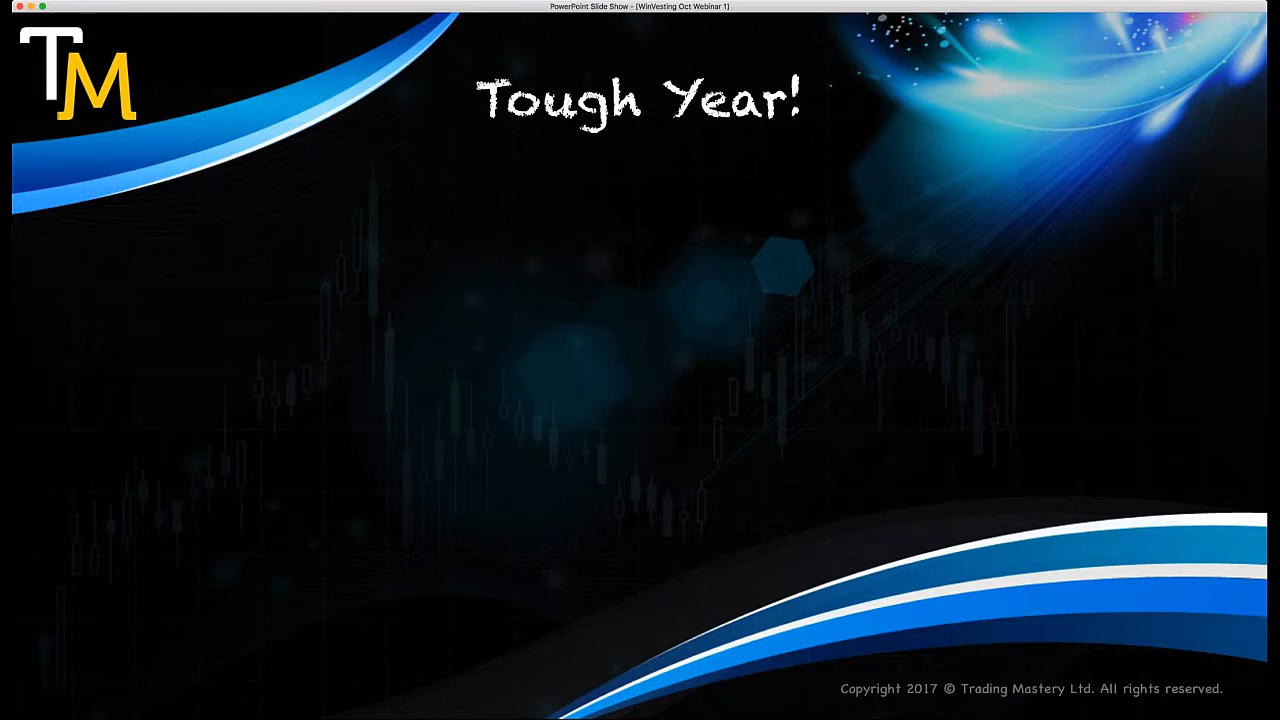 PowerPoint Slide Show - [WinVesting Oct Webinar 1]
TM
Tough Year!
Copyright 2017 © Trading Mastery Ltd. All rights reserved.